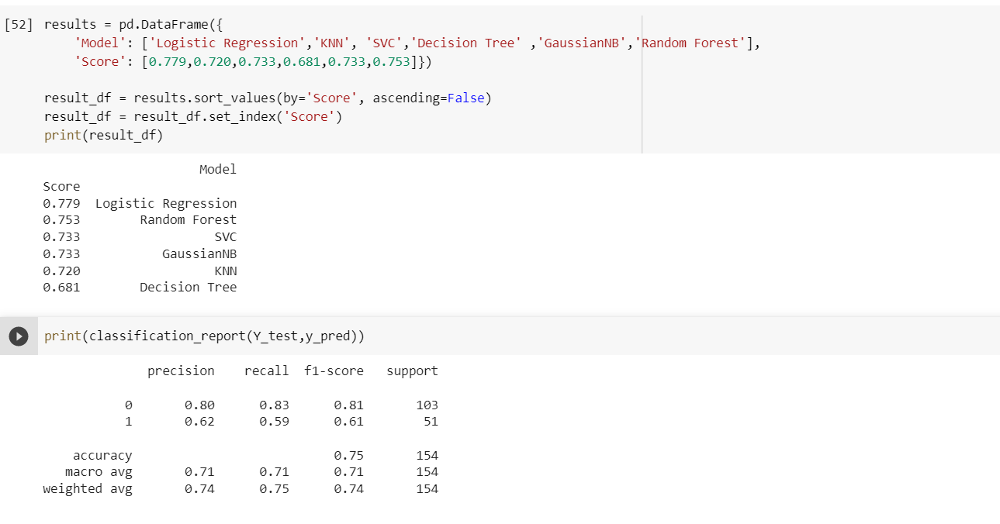 [52] results = pd.DataFrame({
'Model': ['Logistic Regression','KNN', 'SVC','Decision Tree' ,'GaussianNB','Random Forest'],
'Score': [0.779,0.720,0.733,0.681,0.733,0.753]})
result_df = results.sort_values(by='Score', ascending=False)
result_df = result_df.set_index('Score')
print(result_df)
Model
Score
0.779 Logistic Regression
0.753 Random Forest
0.733 SVC
0.733 GaussianNB
0.720 KNN
0.681 Decision Tree
print(classification_report(Y_test,y_pred))
precision recall f1-score support
0 0.80 0.83 0.81 103
1 0.62 0.59 0.61 51
accuracy 0.75 154
macro avg 0.71 0.71 0.71 154
weighted avg 0.74 0.75 0.74 154